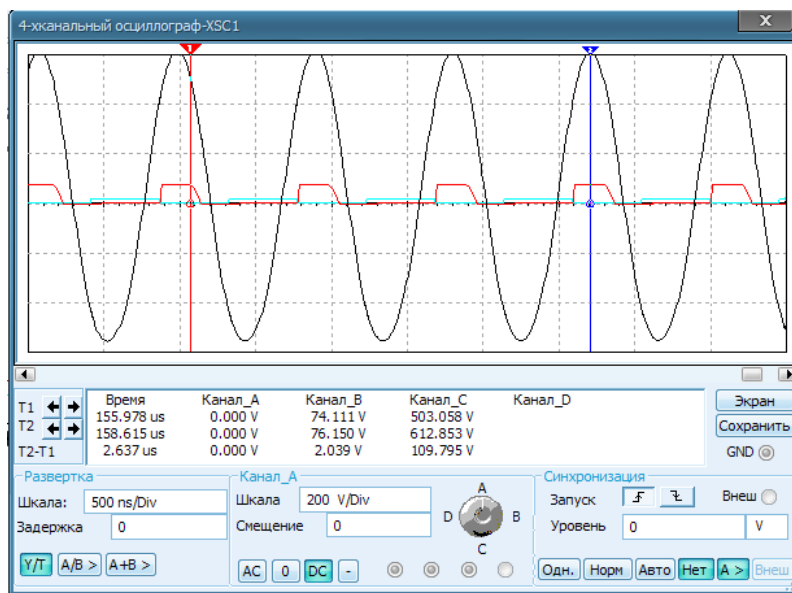 4-хканальный осциллограф-XSC1
X
1
2
Время Канал_A Канал_B Канал_C Канал_D
T1 155.978 us 0.000 V 74.111 V 503.058 V
T2 158.615 us 0.000 V 76.150 V 612.853 V
T2-T1 2.637 us 0.000 V 2.039 V 109.795 V
Экран
Сохранить
GND
Развертка
Шкала: 500 ns/Div
Задержка 0
Y/T A/B > A+B >
Канал_A
Шкала 200 V/Div
Смещение 0
A
D B
C
AC 0 DC -
Синхронизация
Запуск Внеш
Уровень 0 V
Одн. Норм Авто Нет A > Внеш